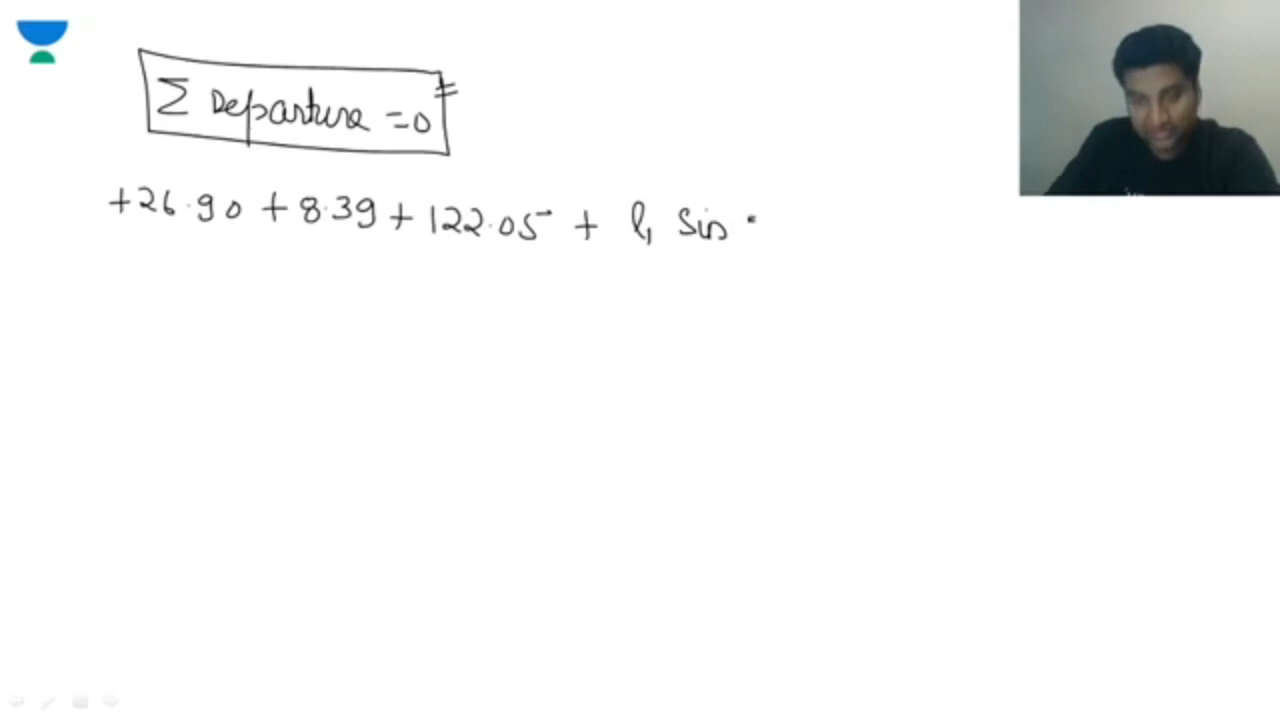 Σ Departure = 0
+26.90 + 8.39 + 122.05 + l₁ Sin